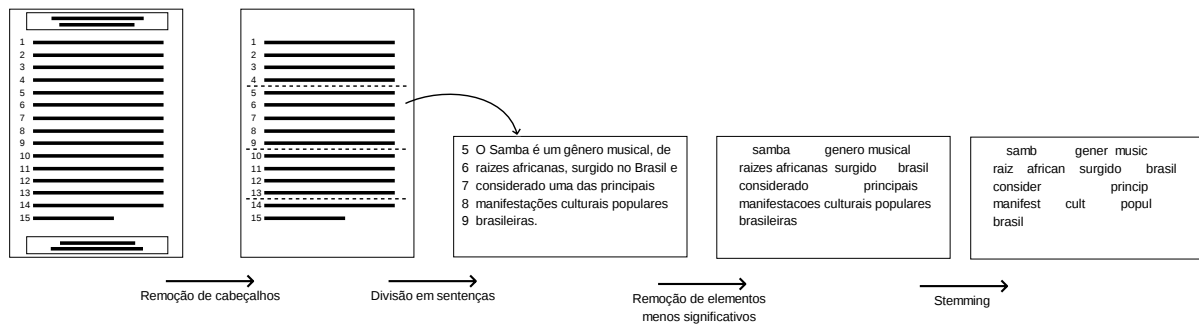 1
2
3
4
5
6
7
8
9
10
11
12
13
14
15
1
2
3
4
5
6
7
8
9
10
11
12
13
14
15
5 O Samba é um gênero musical, de
6 raizes africanas, surgido no Brasil e
7 considerado uma das principais
8 manifestações culturais populares
9 brasileiras.
samba genero musical
raizes africanas surgido brasil
considerado principais
manifestacoes culturais populares
brasileiras
samb gener music
raiz african surgido brasil
consider princip
manifest cult popul
brasil
Remoção de cabeçalhos
Divisão em sentenças
Remoção de elementos
menos significativos
Stemming